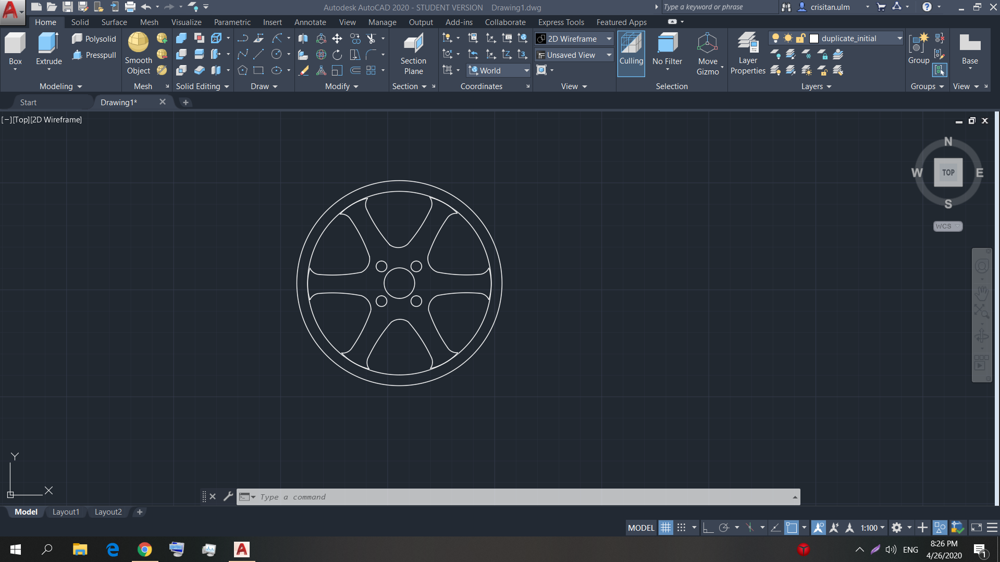 Autodesk AutoCAD 2020 - STUDENT VERSION Drawing1.dwg
Type a keyword or phrase
crisitan.ulm
Home Solid Surface Mesh Visualize Parametric Insert Annotate View Manage Output Add-ins Collaborate Express Tools Featured Apps
Box
Extrude
Polysolid
Presspull
Modeling
Smooth
Object
Mesh
Solid Editing
Draw
Modify
Section
Plane
Section
World
Coordinates
2D Wireframe
Unsaved View
View
Culling
No Filter
Move
Gizmo
Selection
Layer
Properties
duplicate_initial
Layers
Group
Groups
Base
View
Start
Drawing1*
[−][Top][2D Wireframe]
N
W
TOP
E
S
WCS
Y
X
Type a command
Model Layout1 Layout2
MODEL
1:100
ENG
8:26 PM
4/26/2020
1